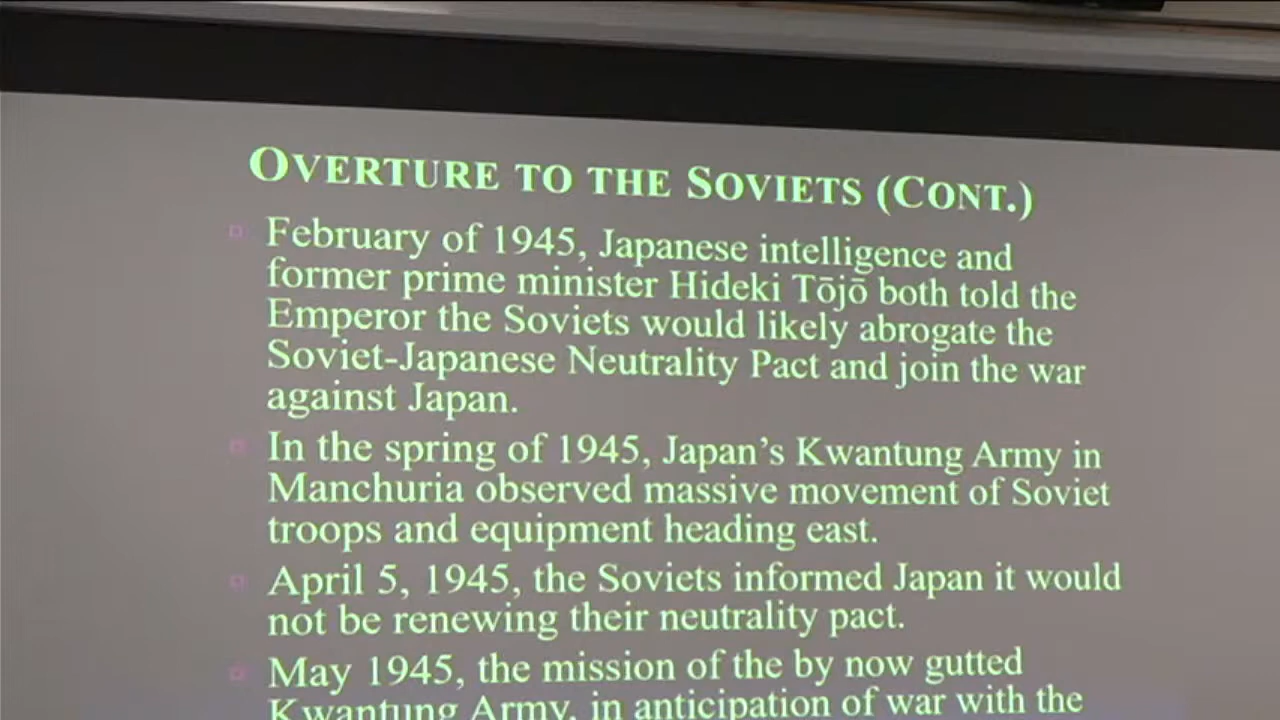 OVERTURE TO THE SOVIETS (CONT.)
February of 1945, Japanese intelligence and
former prime minister Hideki Tōjō both told the
Emperor the Soviets would likely abrogate the
Soviet-Japanese Neutrality Pact and join the war
against Japan.
In the spring of 1945, Japan's Kwantung Army in
Manchuria observed massive movement of Soviet
troops and equipment heading east.
April 5, 1945, the Soviets informed Japan it would
not be renewing their neutrality pact.
May 1945, the mission of the by now gutted
Kwantung Army, in anticipation of war with the